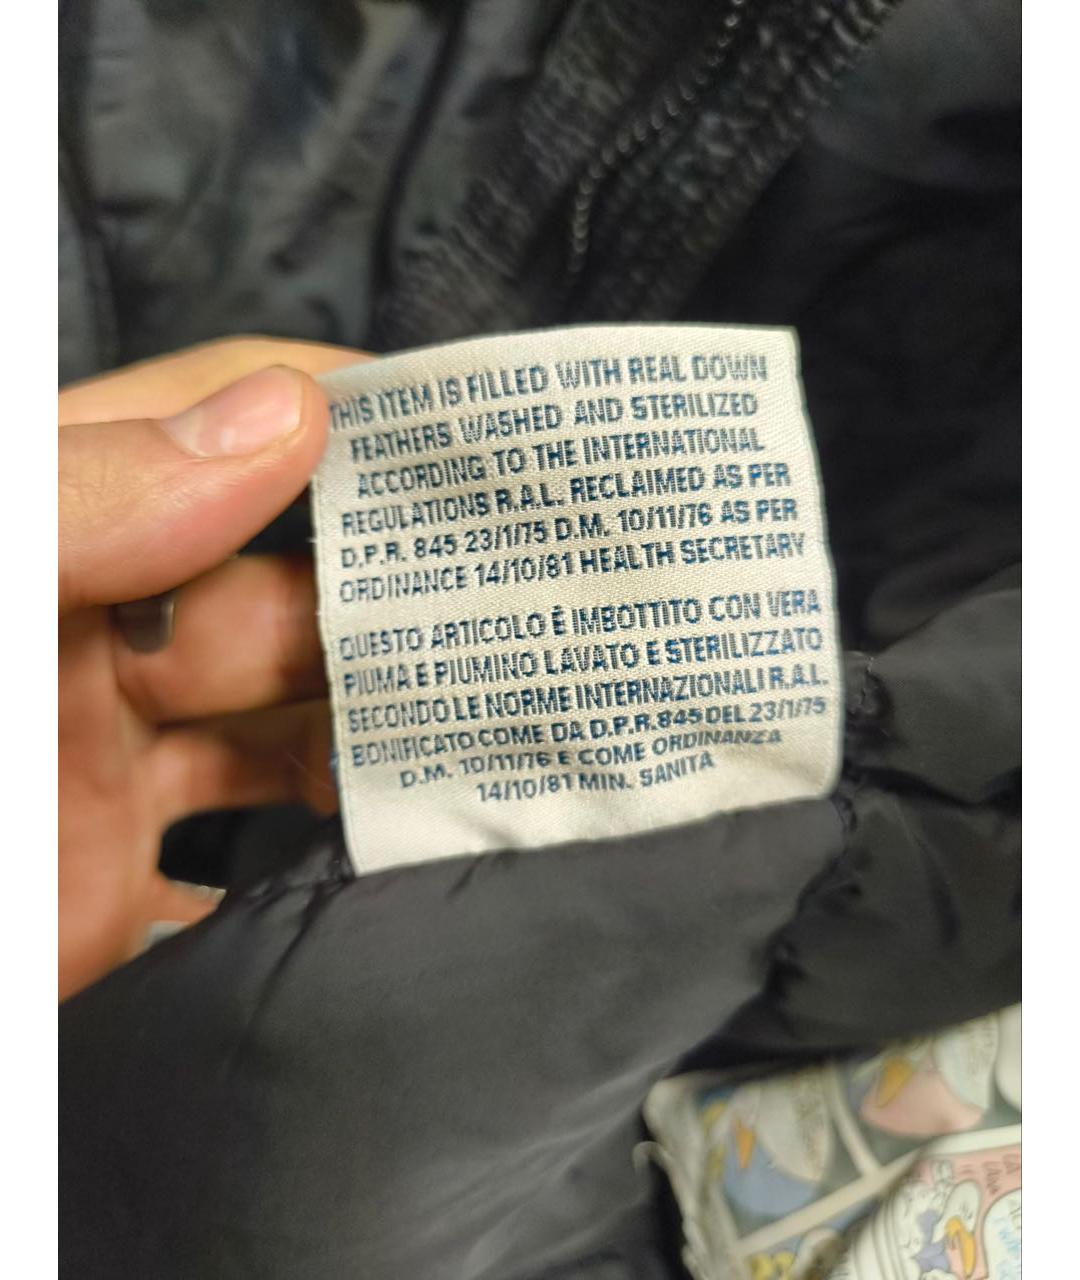 THIS ITEM IS FILLED WITH REAL DOWN
FEATHERS WASHED AND STERILIZED
ACCORDING TO THE INTERNATIONAL
REGULATIONS R.A.L. RECLAIMED AS PER
D.P.R. 845 23/1/75 D.M. 10/11/76 AS PER
ORDINANCE 14/10/81 HEALTH SECRETARY
QUESTO ARTICOLO É IMBOTTITO CON VERA
PIUMA E PIUMINO LAVATO E STERILIZZATO
SECONDO LE NORME INTERNAZIONALI R.A.L.
BONIFICATO COME DA D.P.R. 845 DEL 23/1/75
D.M. 10/11/76 E COME ORDINANZA
14/10/81 MIN. SANITA